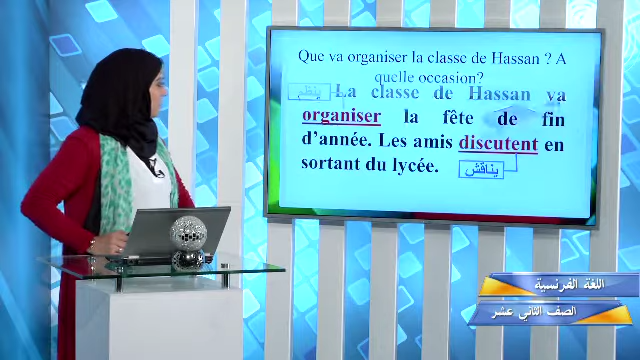 Que va organiser la classe de Hassan ? A
quelle occasion?
ينظم
La classe de Hassan va
organiser la fête de fin
d'année. Les amis discutent en
sortant du lycée.
يناقش
اللغة الفرنسية
الصف الثاني عشر